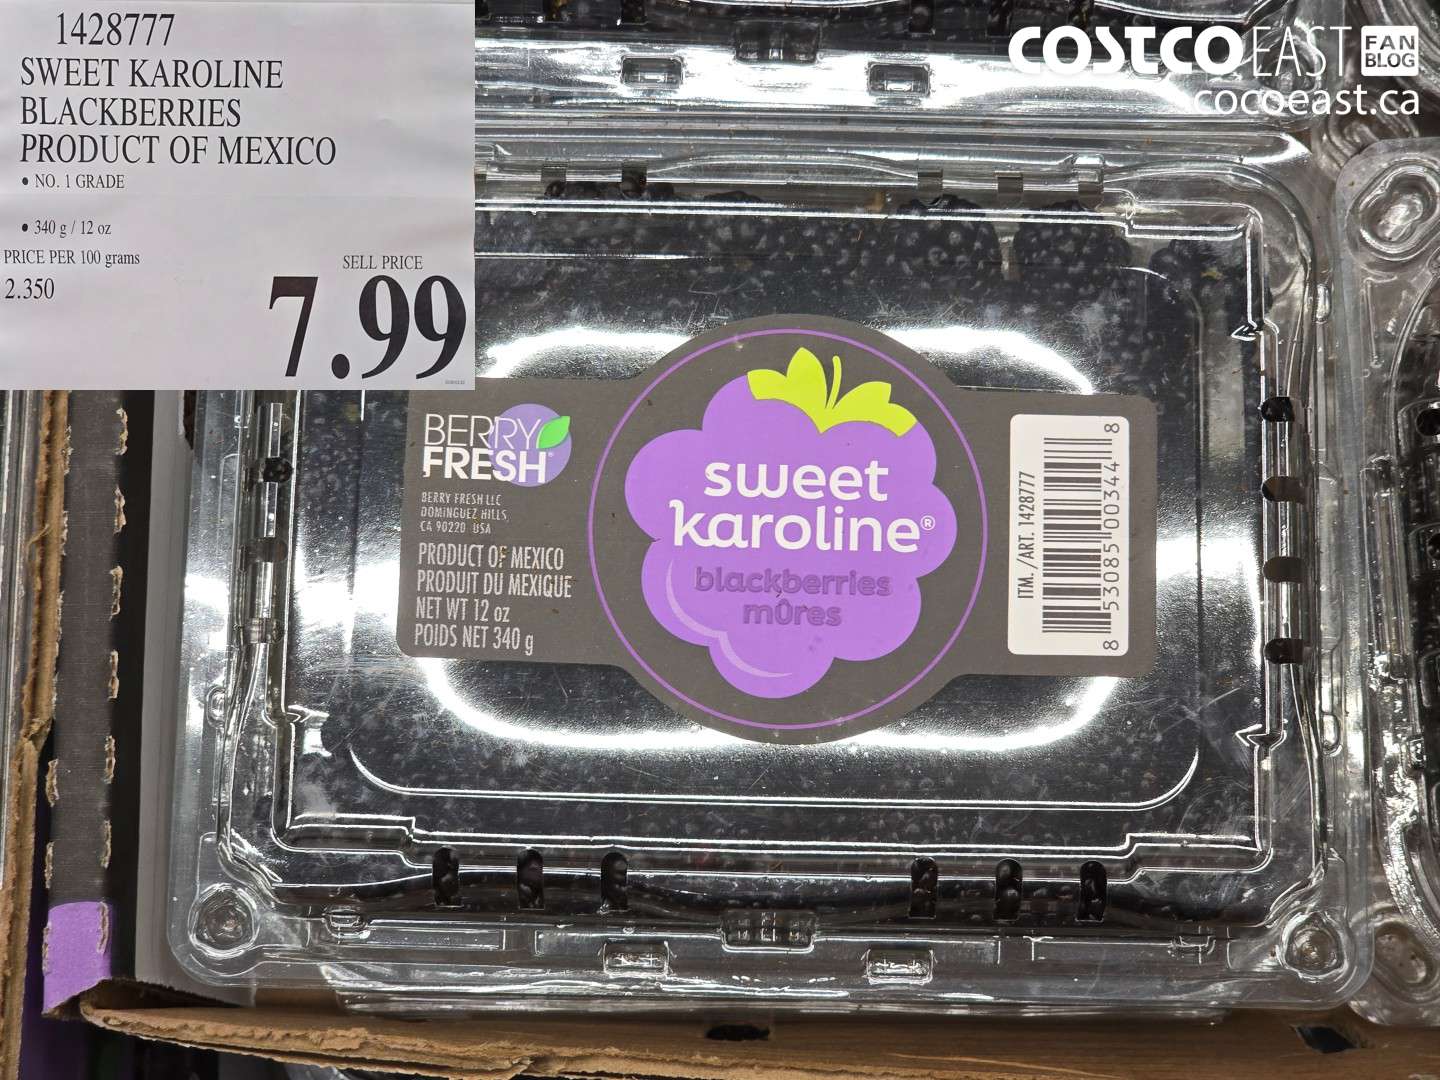 1428777
SWEET KAROLINE
BLACKBERRIES
PRODUCT OF MEXICO
• NO. 1 GRADE
• 340 g / 12 oz
PRICE PER 100 grams
2.350
SELL PRICE
7.99
COSTCO EAST FAN BLOG
cocoeast.ca
BERRY
FRESH
BERRY FRESH LLC
DOMINGUEZ HILLS,
CA 90220 USA
PRODUCT OF MEXICO
PRODUIT DU MEXIQUE
NET WT 12 oz
POIDS NET 340 g
sweet
karoline®
blackberries
mûres
ITM. /ART. 1428777
8 53085 00344 8